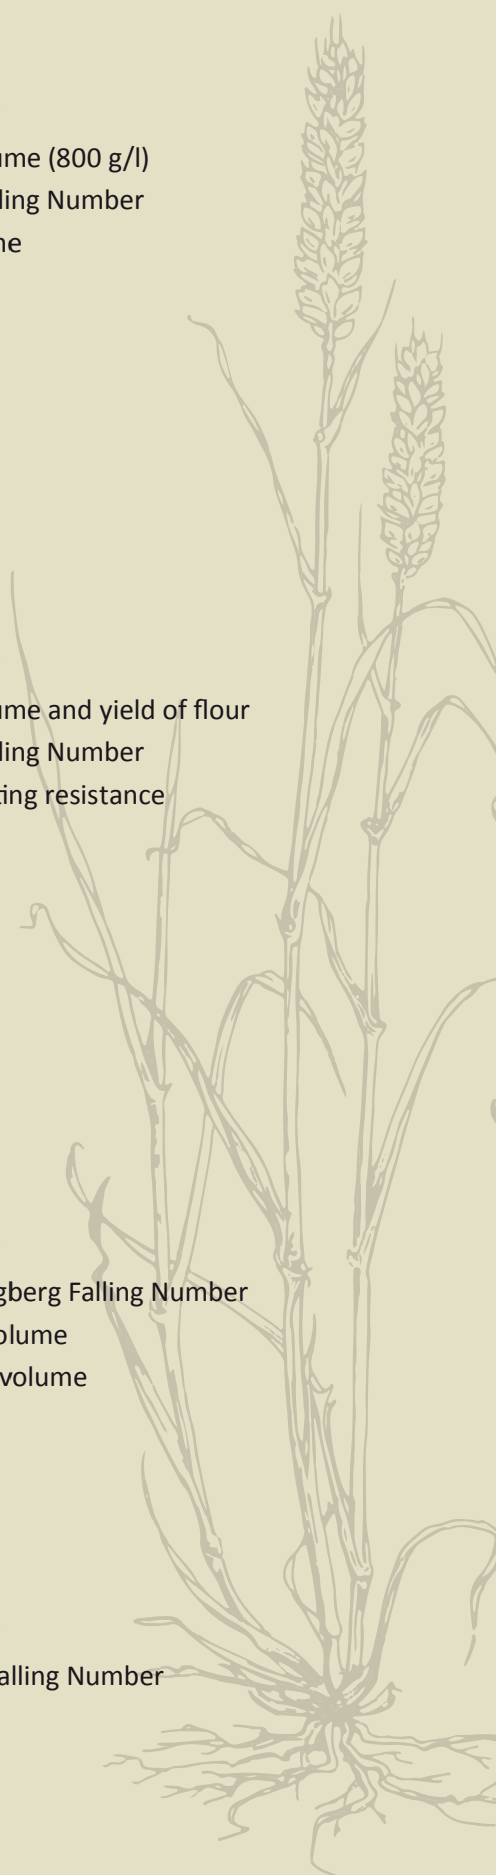 ume (800 g/l)
ling Number
ne
ume and yield of flour
ling Number
ting resistance
gberg Falling Number
olume
volume
alling Number